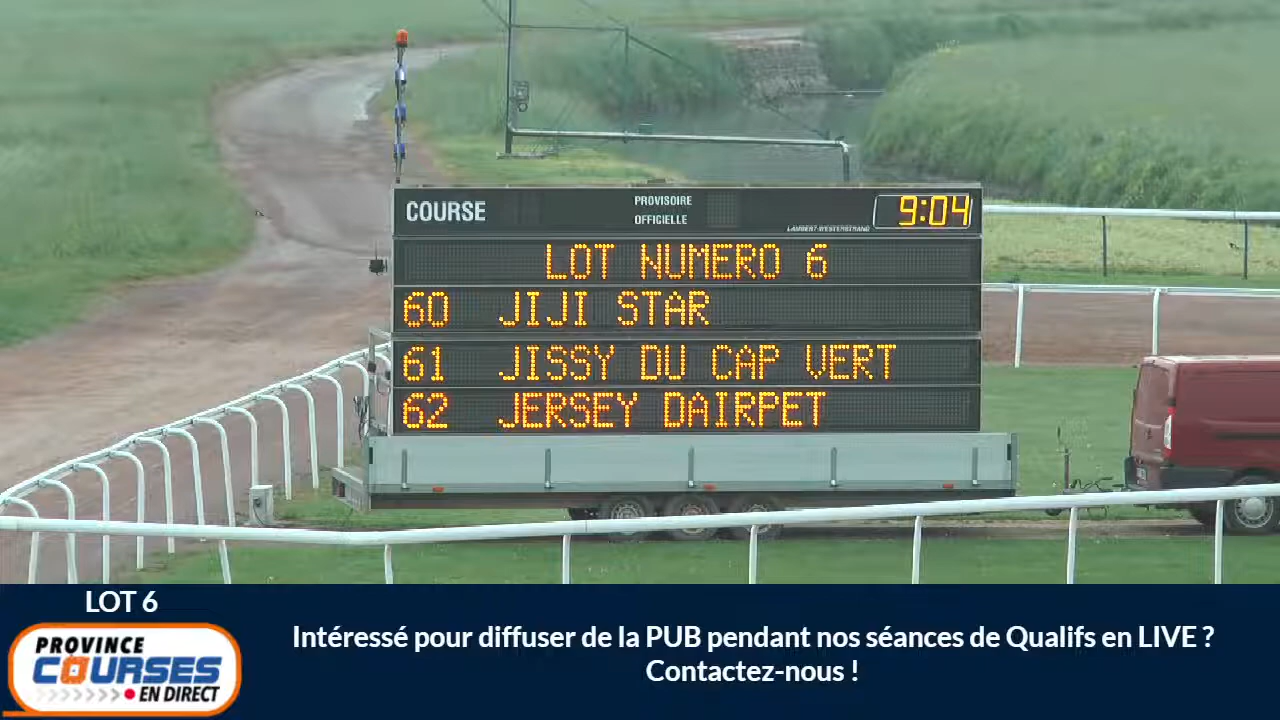 COURSE
PROVISOIRE
OFFICIELLE
LAMBERT-WESTERSTRAND
9:04
LOT NUMERO 6
60 JIJI STAR
61 JISSY DU CAP VERT
62 JERSEY DAIRPET
LOT 6
PROVINCE
COURSES
EN DIRECT
Intéressé pour diffuser de la PUB pendant nos séances de Qualifs en LIVE ?
Contactez-nous !